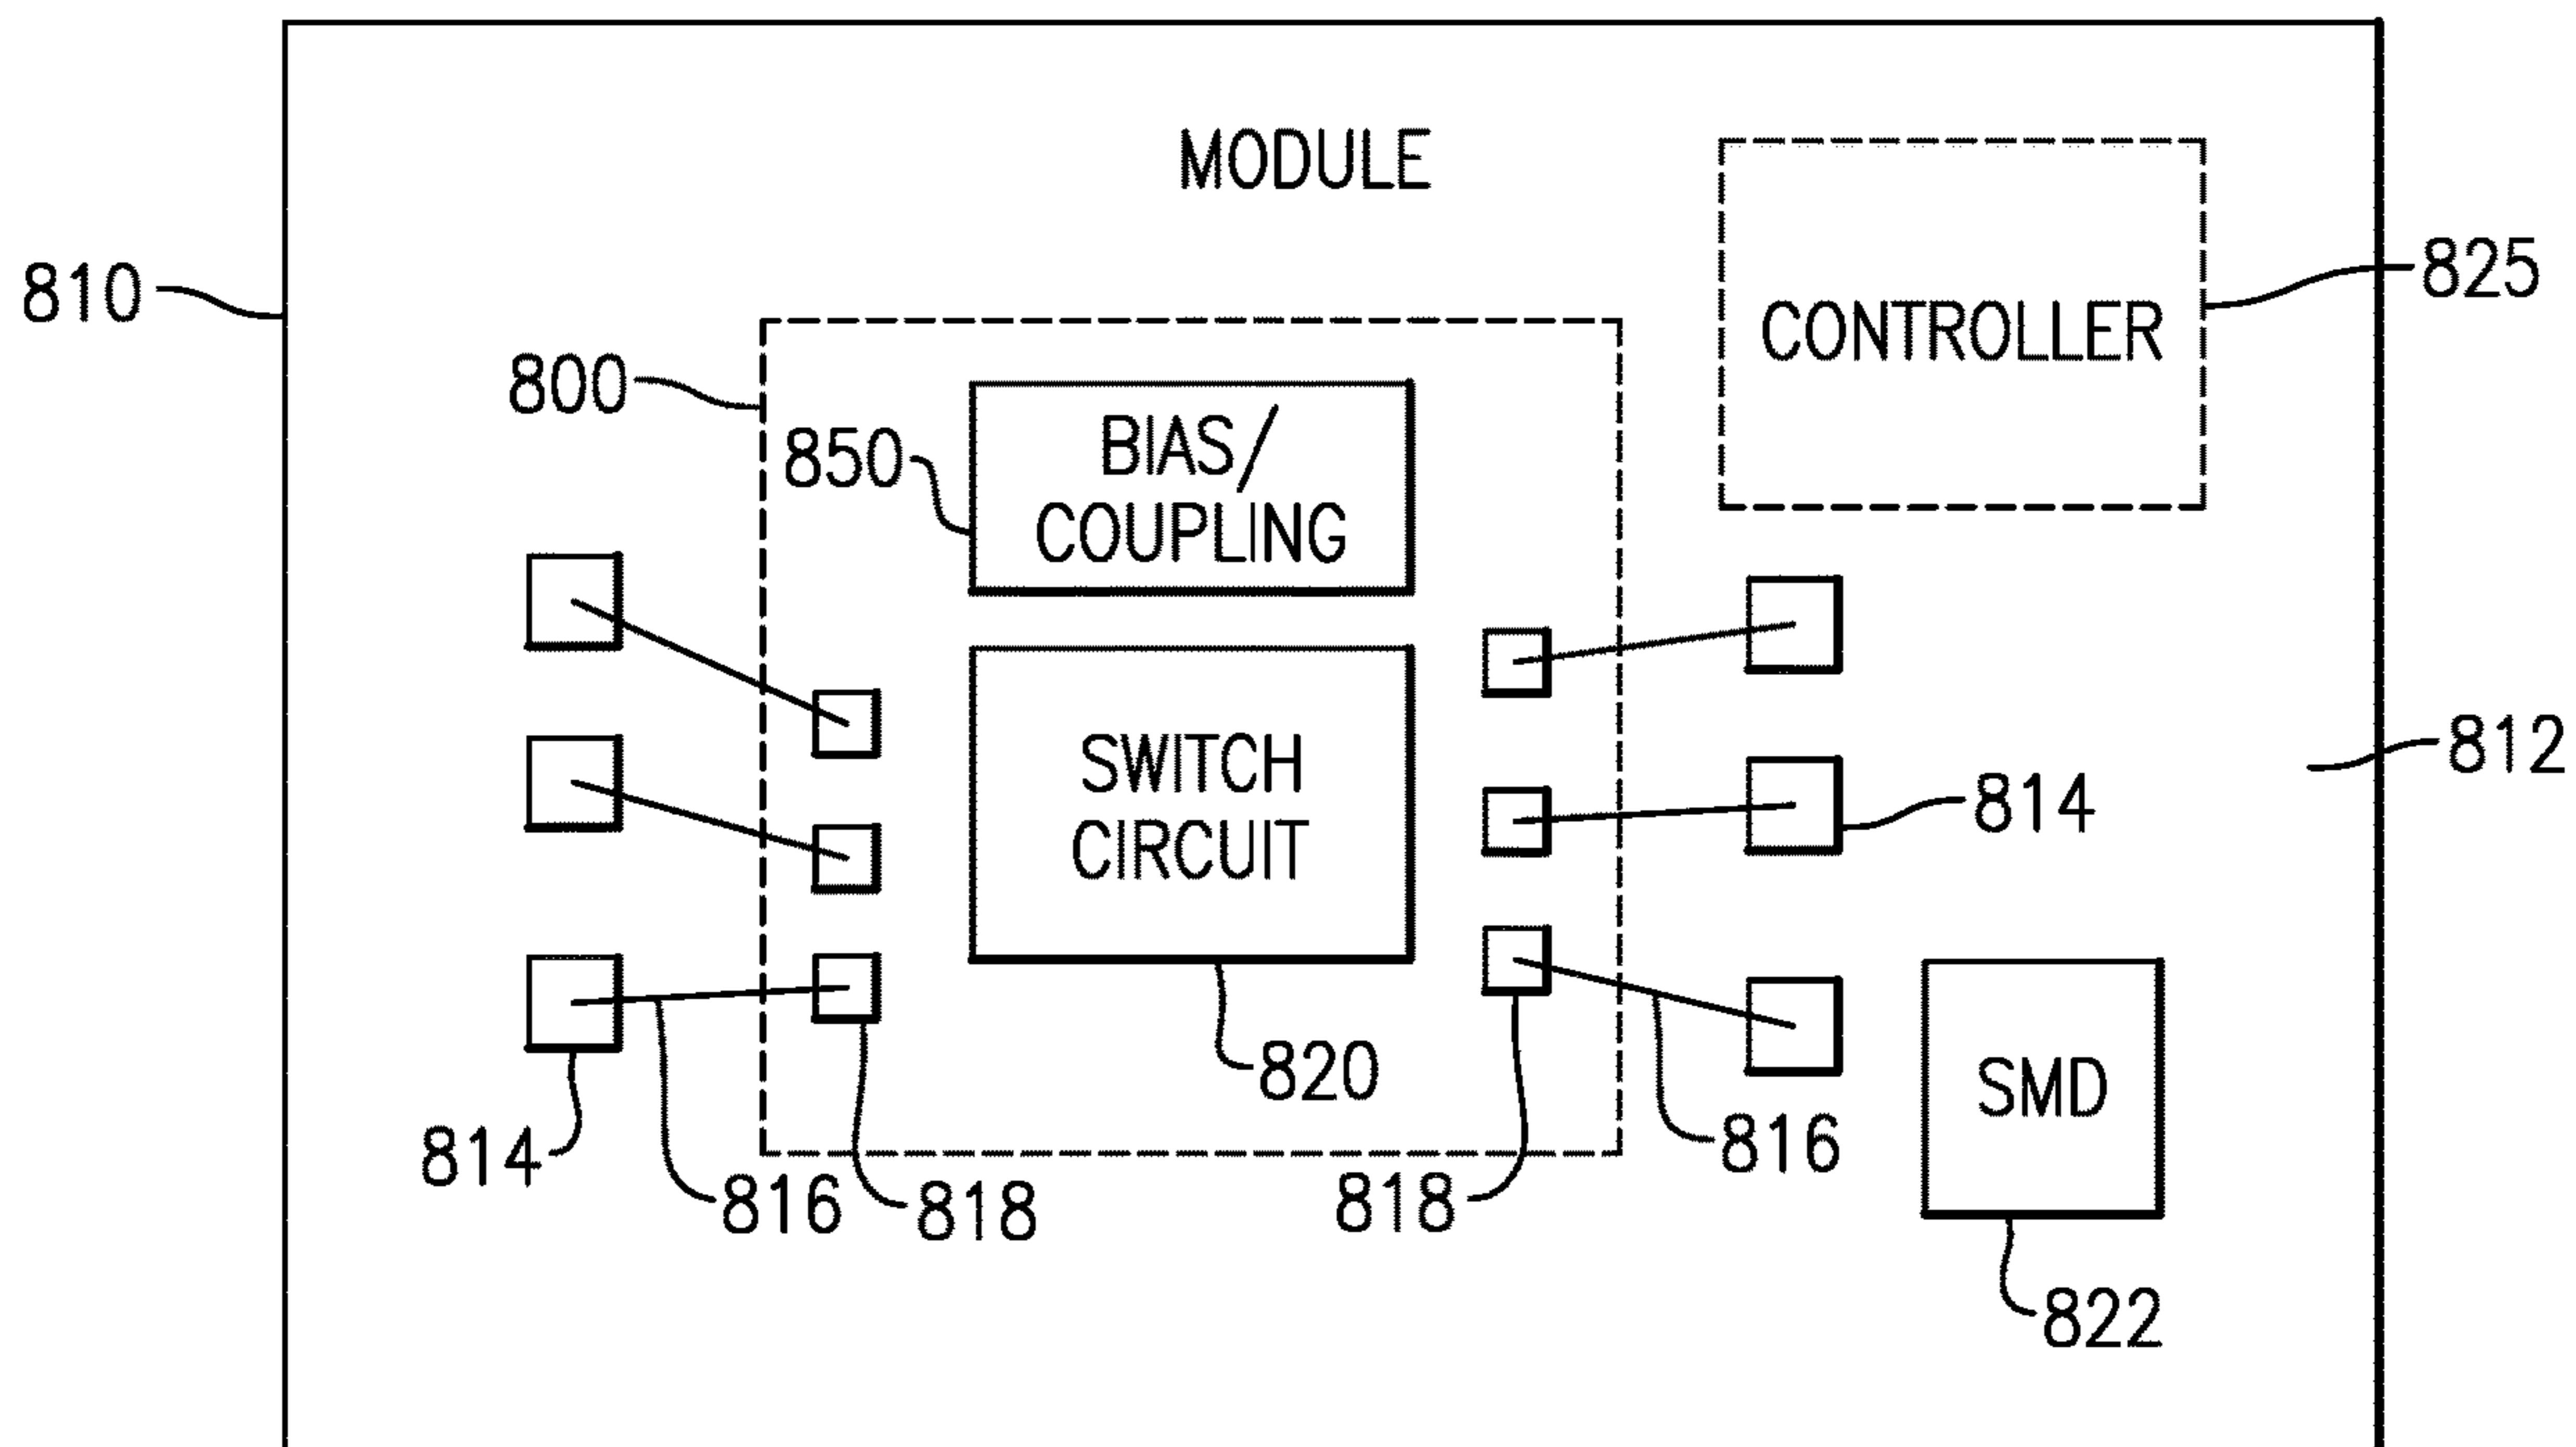 MODULE
810
825
CONTROLLER
800
BIAS/
COUPLING
850
812
SWITCH
CIRCUIT
814
820
SMD
814
816
818
818
816
822